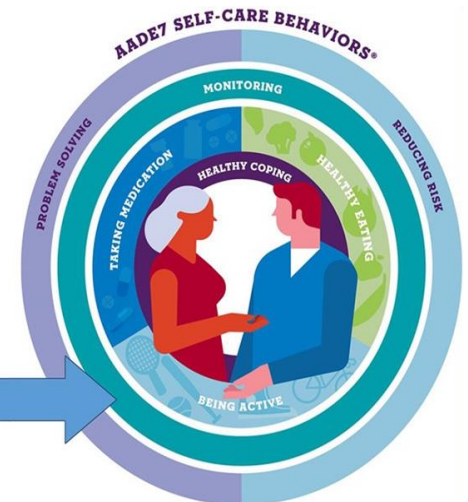 AADE7 SELF-CARE BEHAVIORS®
MONITORING
PROBLEM SOLVING
REDUCING RISK
TAKING MEDICATION
HEALTHY COPING
HEALTHY EATING
BEING ACTIVE